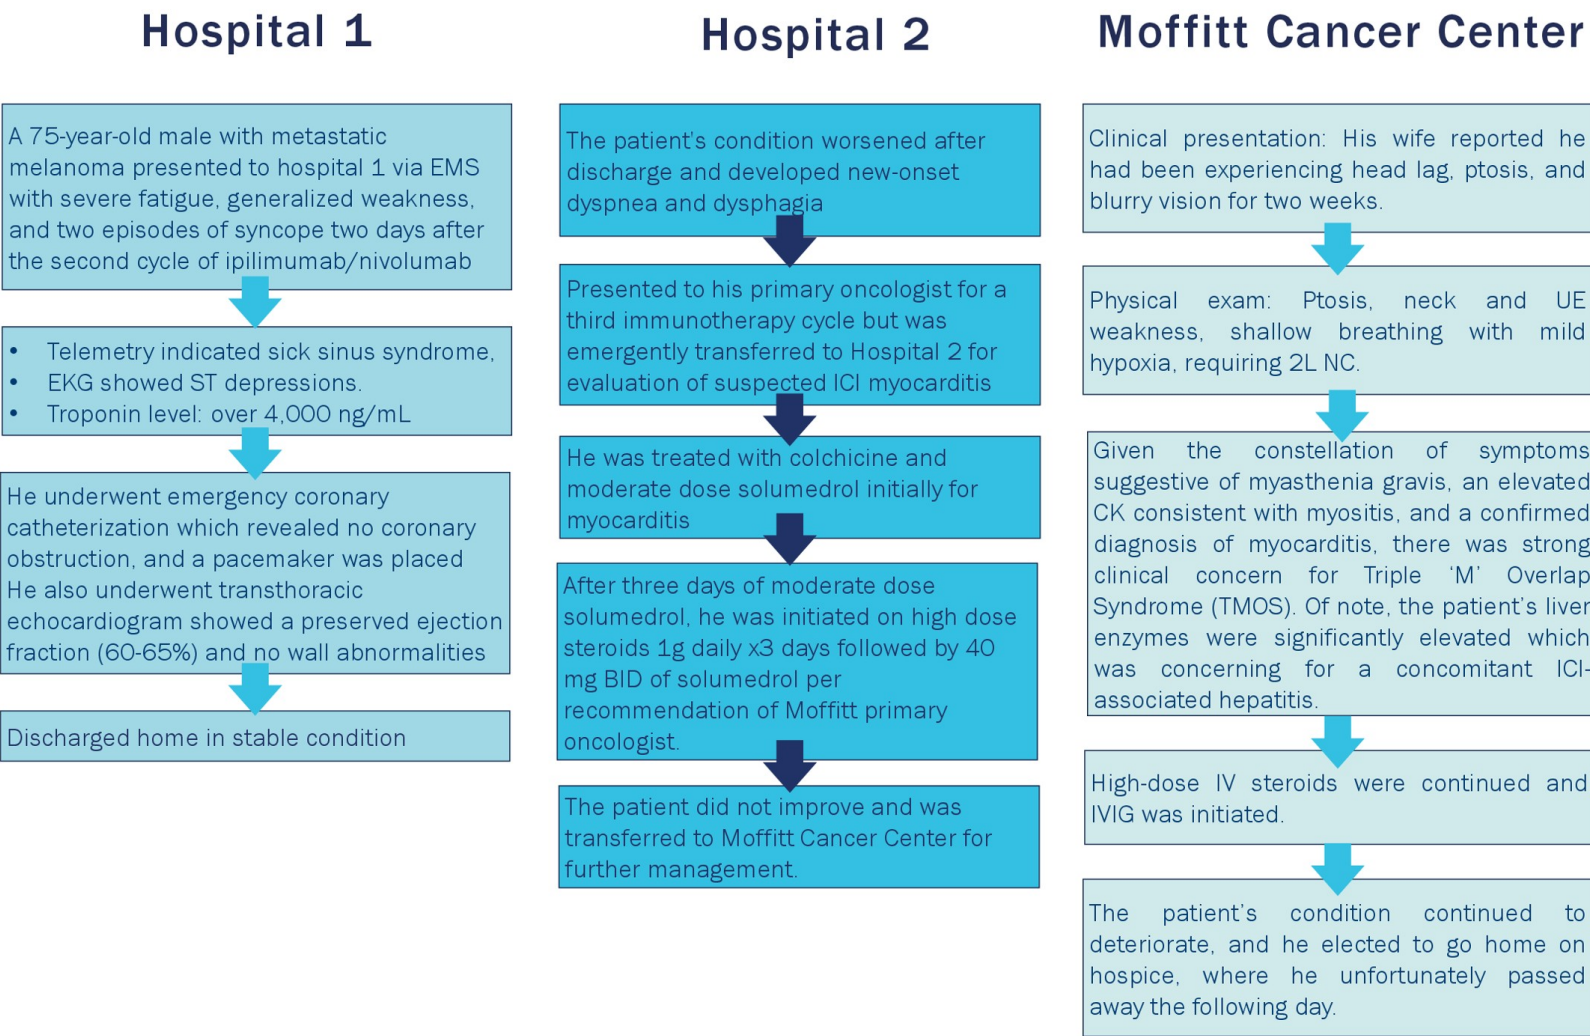 Hospital 1
A 75-year-old male with metastatic
melanoma presented to hospital 1 via EMS
with severe fatigue, generalized weakness,
and two episodes of syncope two days after
the second cycle of ipilimumab/nivolumab
• Telemetry indicated sick sinus syndrome,
• EKG showed ST depressions.
• Troponin level: over 4,000 ng/mL
He underwent emergency coronary
catheterization which revealed no coronary
obstruction, and a pacemaker was placed
He also underwent transthoracic
echocardiogram showed a preserved ejection
fraction (60-65%) and no wall abnormalities
Discharged home in stable condition
Hospital 2
The patient's condition worsened after
discharge and developed new-onset
dyspnea and dysphagia
Presented to his primary oncologist for a
third immunotherapy cycle but was
emergently transferred to Hospital 2 for
evaluation of suspected ICI myocarditis
He was treated with colchicine and
moderate dose solumedrol initially for
myocarditis
After three days of moderate dose
solumedrol, he was initiated on high dose
steroids 1g daily x3 days followed by 40
mg BID of solumedrol per
recommendation of Moffitt primary
oncologist.
The patient did not improve and was
transferred to Moffitt Cancer Center for
further management.
Moffitt Cancer Center
Clinical presentation: His wife reported he
had been experiencing head lag, ptosis, and
blurry vision for two weeks.
Physical exam: Ptosis, neck and UE
weakness, shallow breathing with mild
hypoxia, requiring 2L NC.
Given the constellation of symptoms
suggestive of myasthenia gravis, an elevated
CK consistent with myositis, and a confirmed
diagnosis of myocarditis, there was strong
clinical concern for Triple 'M' Overlap
Syndrome (TMOS). Of note, the patient's liver
enzymes were significantly elevated which
was concerning for a concomitant ICI-
associated hepatitis.
High-dose IV steroids were continued and
IVIG was initiated.
The patient's condition continued to
deteriorate, and he elected to go home on
hospice, where he unfortunately passed
away the following day.